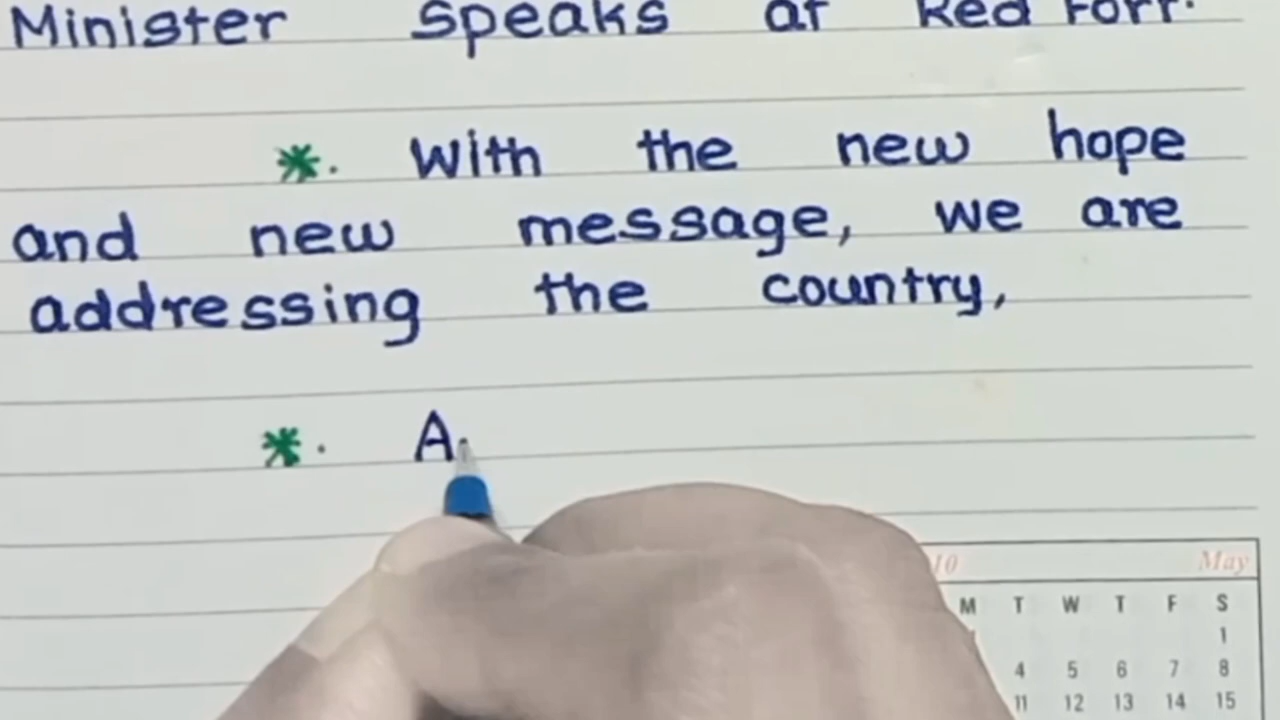 Minister speaks at Red Fort.
*. With the new hope
and new message, we are
addressing the country,
*. A
10 May
M T W T F S
1
4 5 6 7 8
11 12 13 14 15